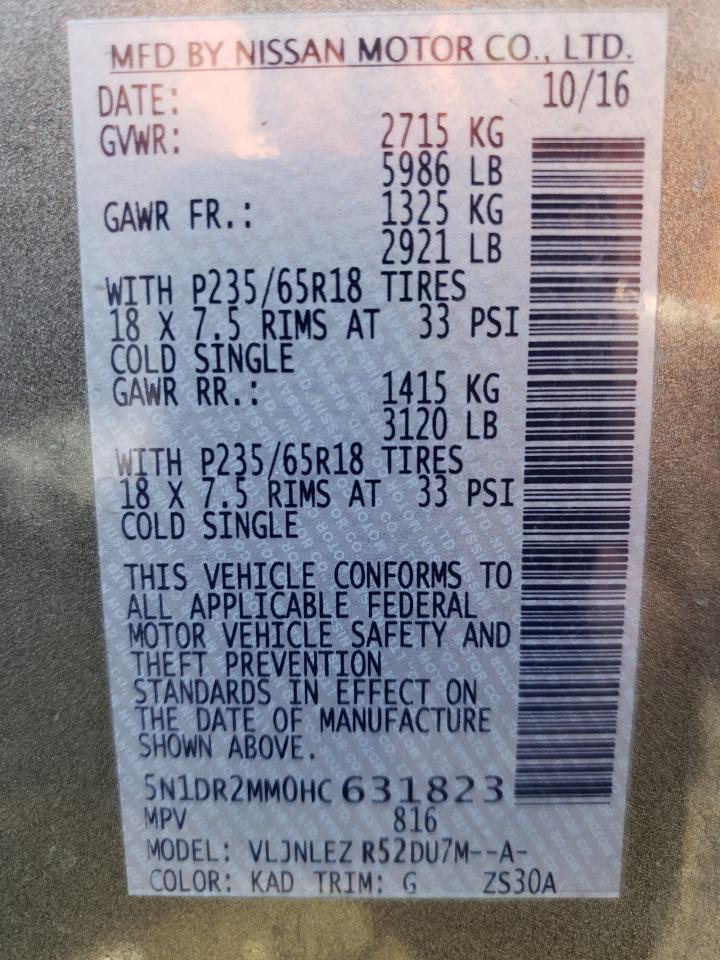 MFD BY NISSAN MOTOR CO., LTD.
DATE: 10/16
GVWR: 2715 KG
5986 LB
GAWR FR.: 1325 KG
2921 LB
WITH P235/65R18 TIRES
18 X 7.5 RIMS AT 33 PSI
COLD SINGLE
GAWR RR.: 1415 KG
3120 LB
WITH P235/65R18 TIRES
18 X 7.5 RIMS AT 33 PSI
COLD SINGLE
THIS VEHICLE CONFORMS TO
ALL APPLICABLE FEDERAL
MOTOR VEHICLE SAFETY AND
THEFT PREVENTION
STANDARDS IN EFFECT ON
THE DATE OF MANUFACTURE
SHOWN ABOVE.
5N1DR2MM0HC 631823
MPV 816
MODEL: VLJNLEZ R52DU7M--A-
COLOR: KAD TRIM: G ZS30A